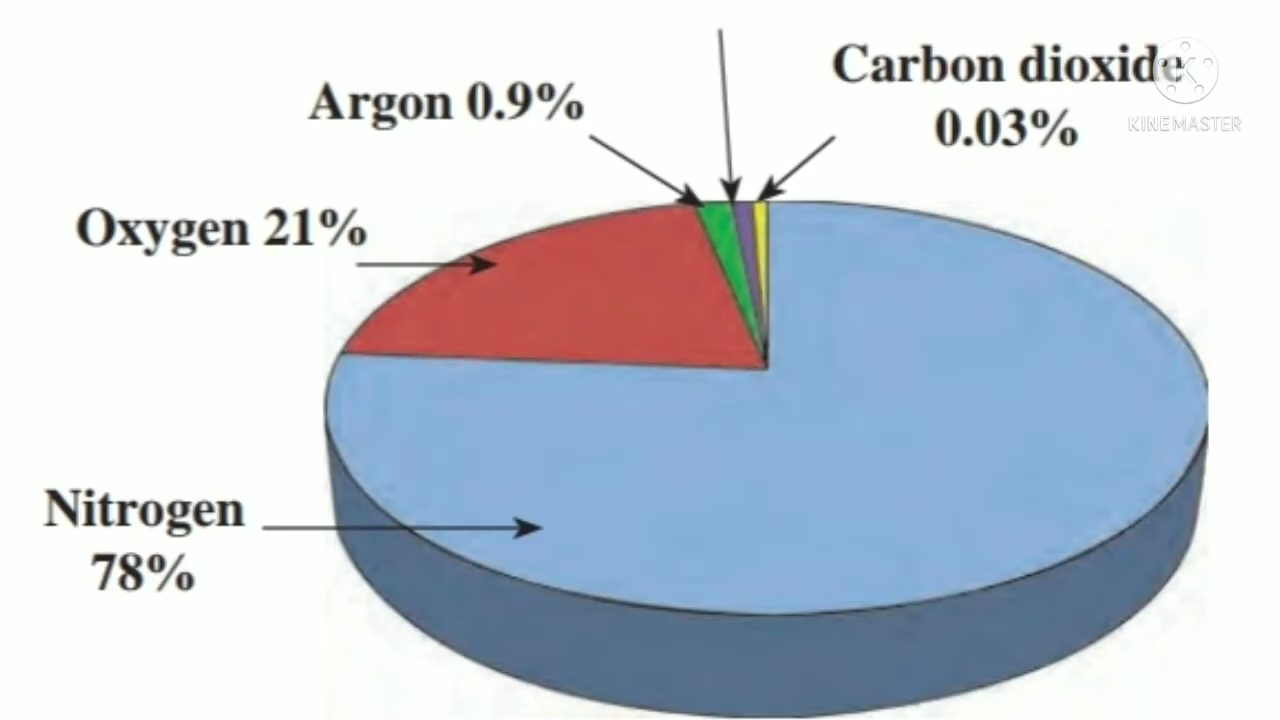 Carbon dioxide
0.03%
Argon 0.9%
Oxygen 21%
Nitrogen
78%
K
KINEMASTER